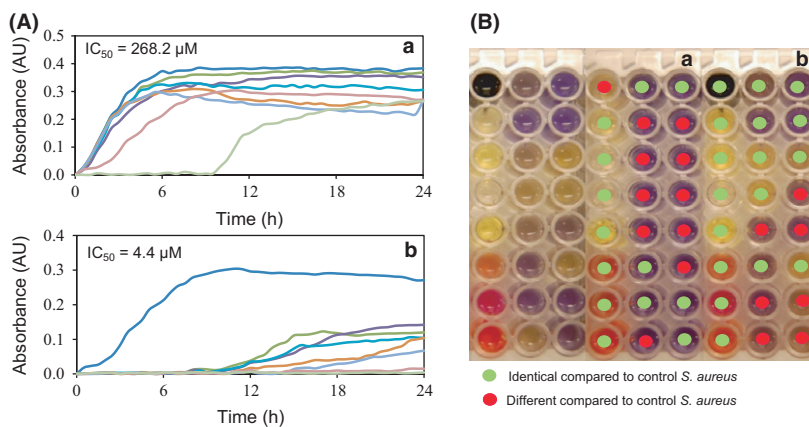 (A)
IC50 = 268.2 µM
a
Absorbance (AU)
0.5
0.4
0.3
0.2
0.1
0.0
0 6 12 18 24
Time (h)
IC50 = 4.4 µM
b
Absorbance (AU)
0.4
0.3
0.2
0.1
0.0
0 6 12 18 24
Time (h)
(B)
a
b
Identical compared to control S. aureus
Different compared to control S. aureus